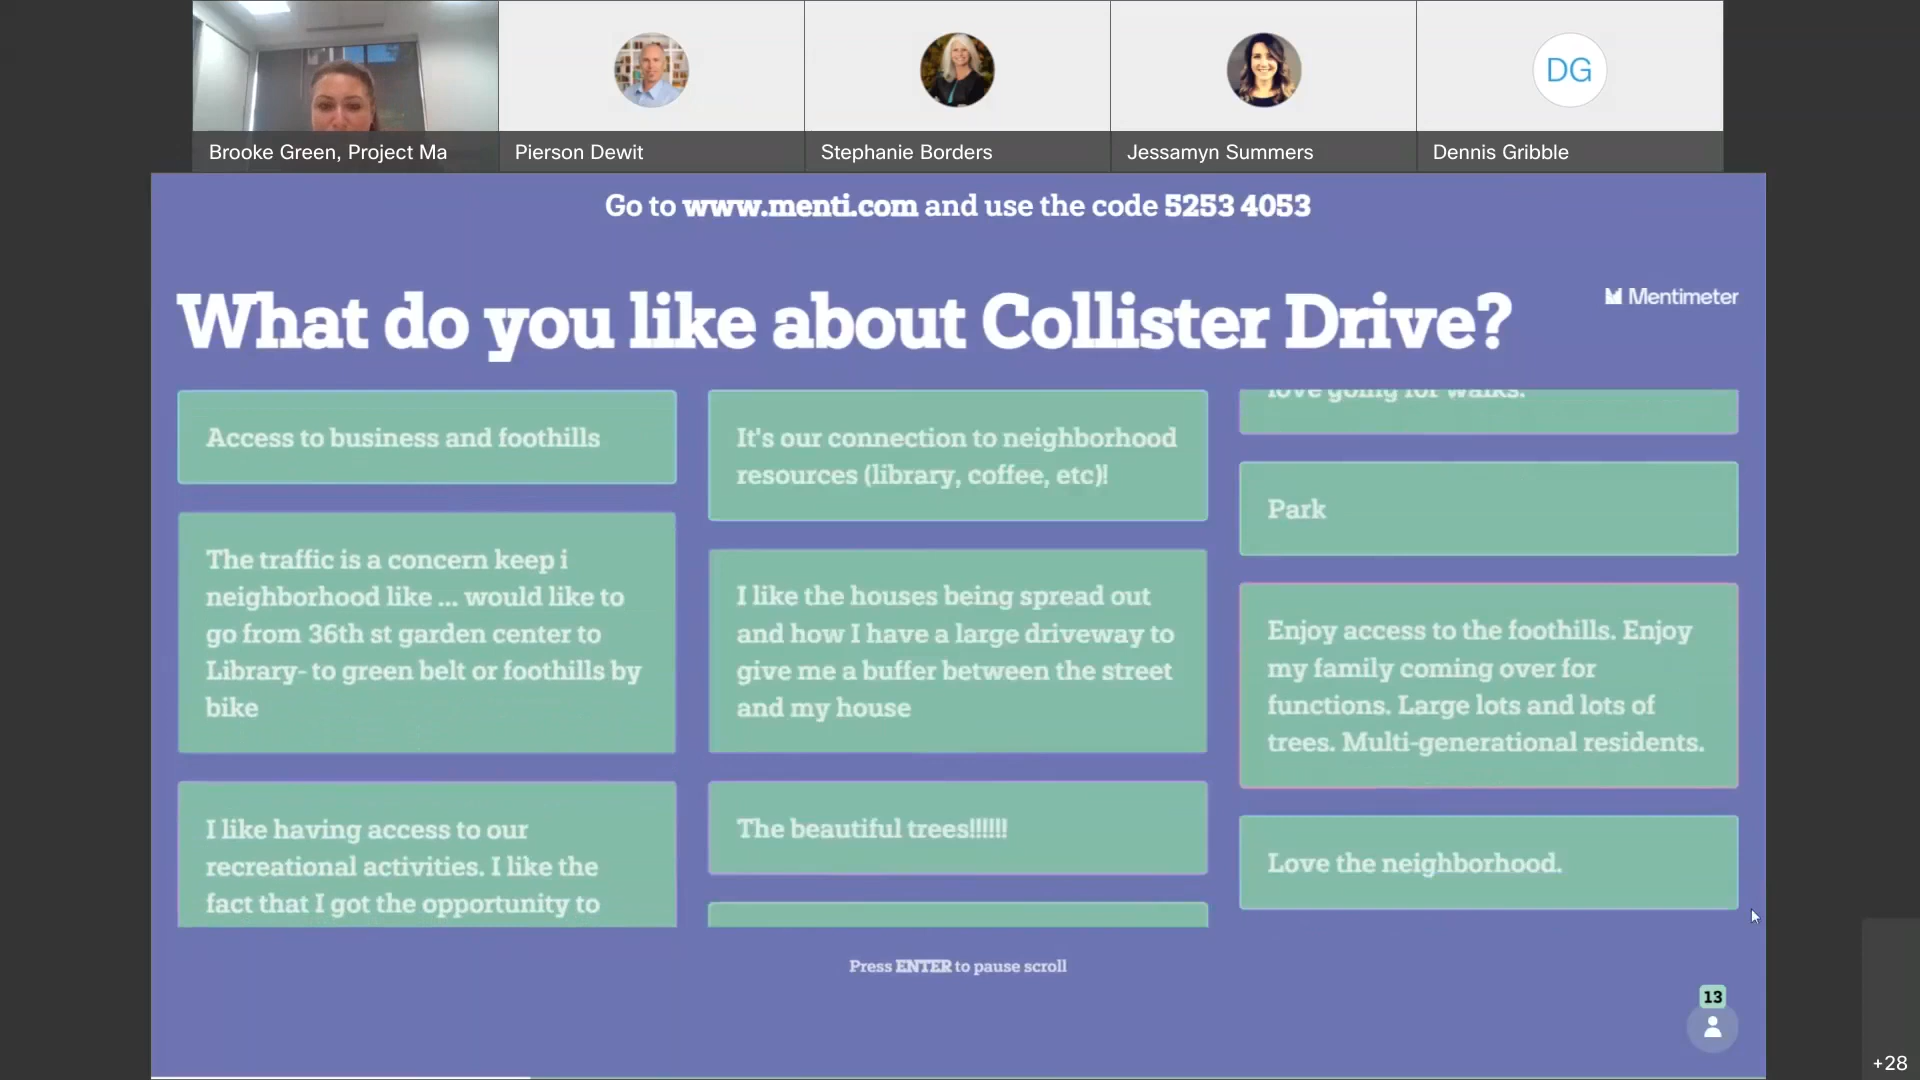 Brooke Green, Project Ma
Pierson Dewit
Stephanie Borders
Jessamyn Summers
DG
Dennis Gribble
Go to www.menti.com and use the code 5253 4053
What do you like about Collister Drive?
Mentimeter
Access to business and foothills
The traffic is a concern keep i
neighborhood like ... would like to
go from 36th st garden center to
Library- to green belt or foothills by
bike
I like having access to our
recreational activities. I like the
fact that I got the opportunity to
It's our connection to neighborhood
resources (library, coffee, etc)!
I like the houses being spread out
and how I have a large driveway to
give me a buffer between the street
and my house
The beautiful trees!!!!!!
love going for walks.
Park
Enjoy access to the foothills. Enjoy
my family coming over for
functions. Large lots and lots of
trees. Multi-generational residents.
Love the neighborhood.
Press ENTER to pause scroll
13
+28